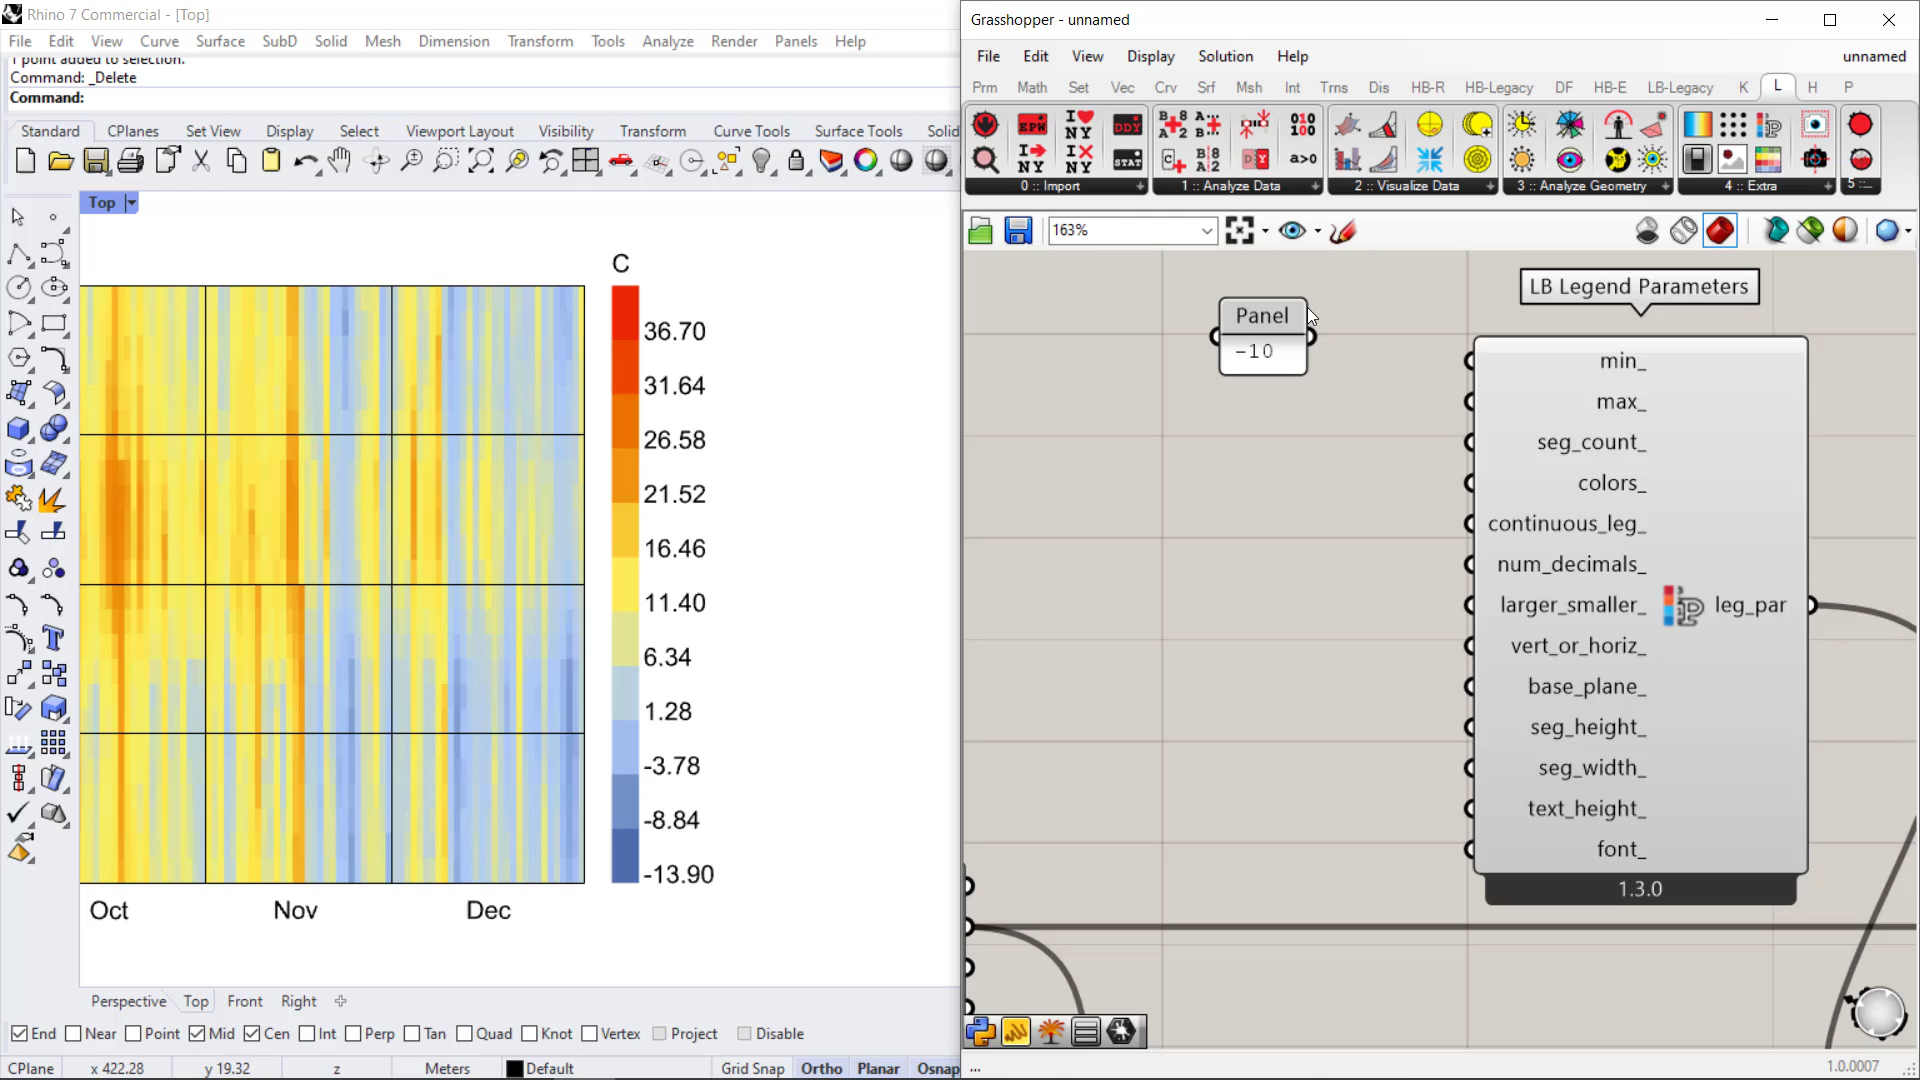 Rhino 7 Commercial - [Top]
File Edit View Curve Surface SubD Solid Mesh Dimension Transform Tools Analyze Render Panels Help
1 point added to selection.
Command: _Delete
Command:
Standard CPlanes Set View Display Select Viewport Layout Visibility Transform Curve Tools Surface Tools Solid
Top
C
36.70
31.64
26.58
21.52
16.46
11.40
6.34
1.28
-3.78
-8.84
-13.90
Oct Nov Dec
Perspective Top Front Right
End Near Point Mid Cen Int Perp Tan Quad Knot Vertex Project Disable
CPlane x 422.28 y 19.32 z Meters Default Grid Snap Ortho Planar Osnap
Grasshopper - unnamed
File Edit View Display Solution Help unnamed
Prm Math Set Vec Crv Srf Msh Int Trns Dis HB-R HB-Legacy DF HB-E LB-Legacy K L H P
0 :: Import 1 :: Analyze Data 2 :: Visualize Data 3 :: Analyze Geometry 4 :: Extra 5 ::
163%
Panel
-10
LB Legend Parameters
min_
max_
seg_count_
colors_
continuous_leg_
num_decimals_
larger_smaller_
leg_par
vert_or_horiz_
base_plane_
seg_height_
seg_width_
text_height_
font_
1.3.0
...
1.0.0007